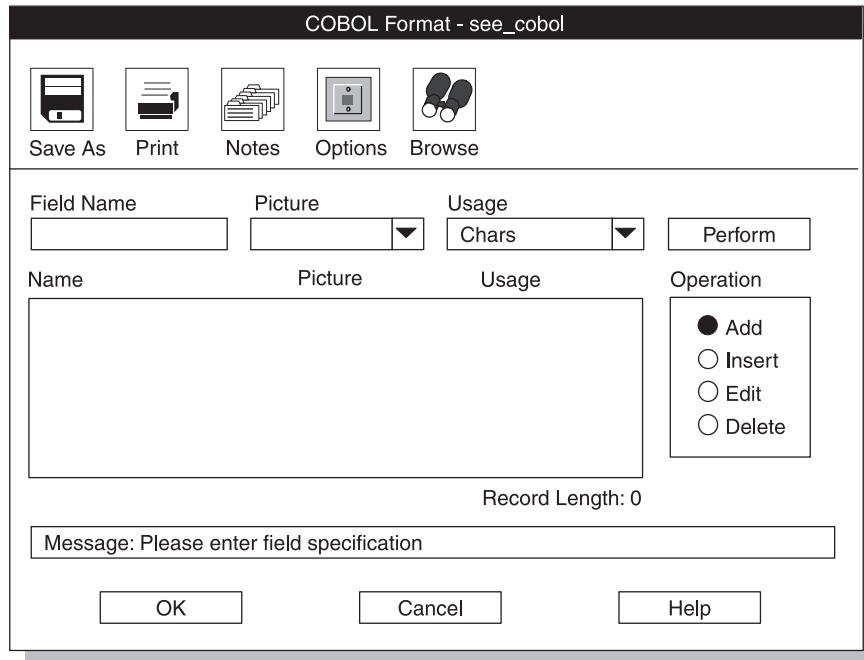 COBOL Format - see_cobol
Save As Print Notes Options Browse
Field Name Picture Usage
Chars Perform
Name Picture Usage Operation
Add
Insert
Edit
Delete
Record Length: 0
Message: Please enter field specification
OK Cancel Help